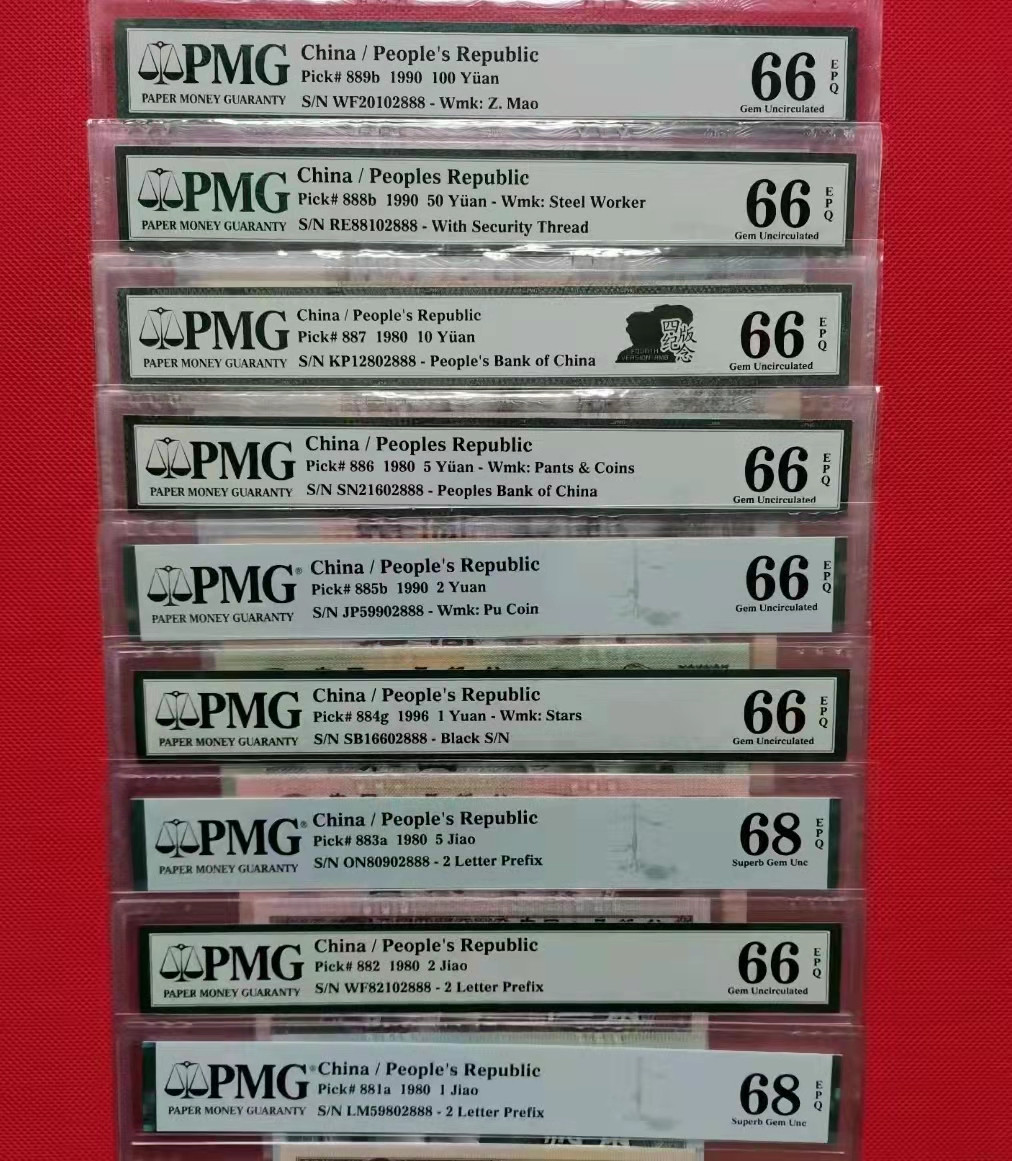 PMG
PAPER MONEY GUARANTY
China / People's Republic
Pick# 889b 1990 100 Yüan
S/N WF20102888 - Wmk: Z. Mao
66
EPQ
Gem Uncirculated
PMG
PAPER MONEY GUARANTY
China / Peoples Republic
Pick# 888b 1990 50 Yüan - Wmk: Steel Worker
S/N RE88102888 - With Security Thread
66
EPQ
Gem Uncirculated
PMG
PAPER MONEY GUARANTY
China / People's Republic
Pick# 887 1980 10 Yüan
S/N KP12802888 - People's Bank of China
四版纪念
FOURTH
66
EPQ
Gem Uncirculated
PMG
PAPER MONEY GUARANTY
China / Peoples Republic
Pick# 886 1980 5 Yüan - Wmk: Pants & Coins
S/N SN21602888 - Peoples Bank of China
66
EPQ
Gem Uncirculated
PMG®
PAPER MONEY GUARANTY
China / People's Republic
Pick# 885b 1990 2 Yuan
S/N JP59902888 - Wmk: Pu Coin
66
EPQ
Gem Uncirculated
PMG
PAPER MONEY GUARANTY
China / People's Republic
Pick# 884g 1996 1 Yuan - Wmk: Stars
S/N SB16602888 - Black S/N
66
EPQ
Gem Uncirculated
PMG®
PAPER MONEY GUARANTY
China / People's Republic
Pick# 883a 1980 5 Jiao
S/N ON80902888 - 2 Letter Prefix
68
EPQ
Superb Gem Unc
PMG
PAPER MONEY GUARANTY
China / People's Republic
Pick# 882 1980 2 Jiao
S/N WF82102888 - 2 Letter Prefix
66
EPQ
Gem Uncirculated
PMG®
PAPER MONEY GUARANTY
China / People's Republic
Pick# 881a 1980 1 Jiao
S/N LM59802888 - 2 Letter Prefix
68
EPQ
Superb Gem Unc